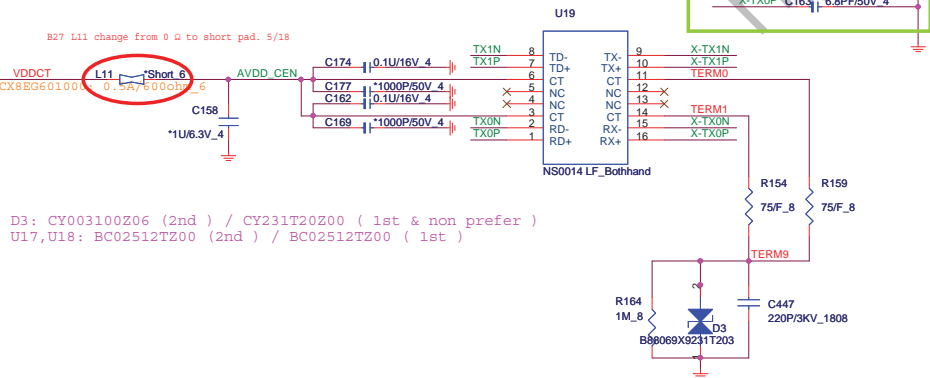 X-TX0P C163 6.8PF/50V_4
U19
B27 L11 change from 0 Ω to short pad. 5/18
VDDCT L11 *Short_6 AVDD_CEN
CX8EG601000: 0.5A/600ohm_6
C158
*1U/6.3V_4
C174 0.1U/16V_4
C177 *1000P/50V_4
C162 0.1U/16V_4
C169 *1000P/50V_4
TX1N 8 TD- TX- 9 X-TX1N
TX1P 7 TD+ TX+ 10 X-TX1P
6 CT CT 11 TERM0
5 NC NC 12
4 NC NC 13
3 CT CT 14 TERM1
TX0N 2 RD- RX- 15 X-TX0N
TX0P 1 RD+ RX+ 16 X-TX0P
NS0014 LF_Bothhand
R154 R159
75/F_8 75/F_8
D3: CY003100Z06 (2nd ) / CY231T20Z00 ( 1st & non prefer )
U17,U18: BC02512TZ00 (2nd ) / BC02512TZ00 ( 1st )
TERM9
R164
1M_8
2
D3
B88069X9231T203
1
C447
220P/3KV_1808